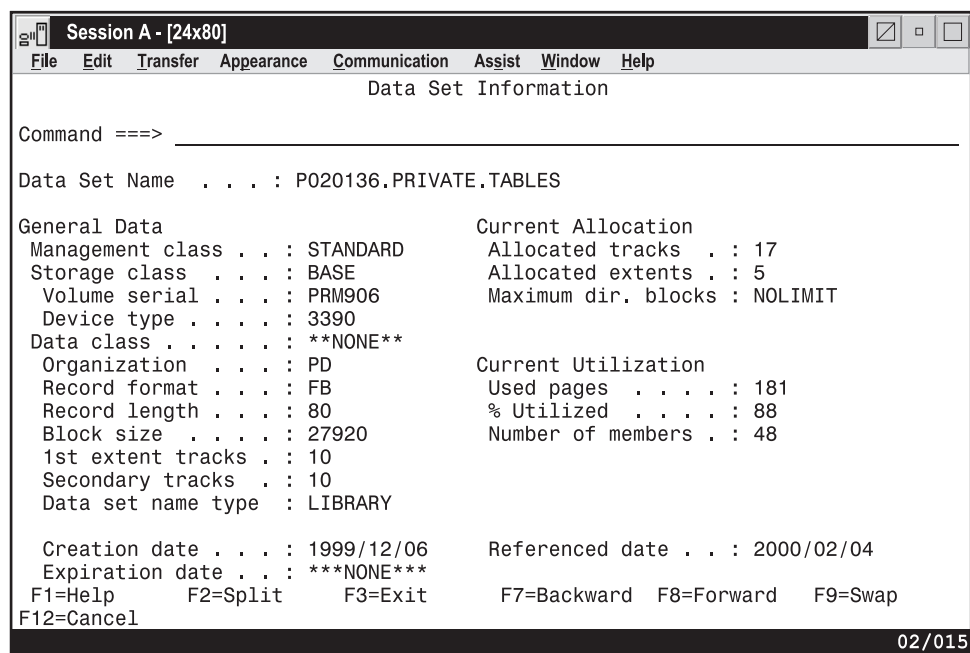 Session A - [24x80]
File Edit Transfer Appearance Communication Assist Window Help
Data Set Information
Command ===>
Data Set Name . . . : P020136.PRIVATE.TABLES
General Data Current Allocation
Management class . . : STANDARD Allocated tracks . : 17
Storage class . . . : BASE Allocated extents . : 5
Volume serial . . . : PRM906 Maximum dir. blocks : NOLIMIT
Device type . . . . : 3390
Data class . . . . . : **NONE**
Organization . . . : PD Current Utilization
Record format . . . : FB Used pages . . . . : 181
Record length . . . : 80 % Utilized . . . . : 88
Block size . . . . : 27920 Number of members . : 48
1st extent tracks . : 10
Secondary tracks . : 10
Data set name type : LIBRARY
Creation date . . . : 1999/12/06 Referenced date . . : 2000/02/04
Expiration date . . : ***NONE***
F1=Help F2=Split F3=Exit F7=Backward F8=Forward F9=Swap
F12=Cancel
02/015